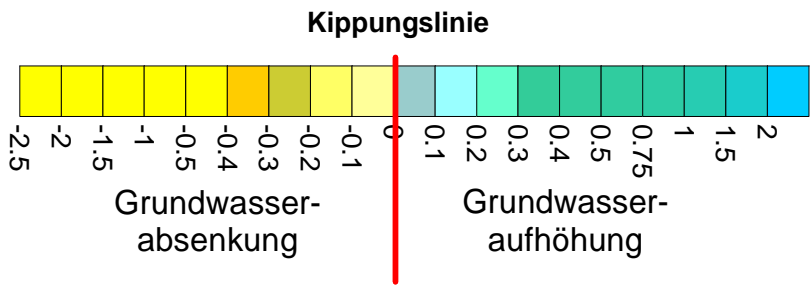 Kippungslinie
-2.5 -2 -1.5 -1 -1 -0.5 -0.4 -0.3 -0.2 -0.1 0 0.1 0.2 0.3 0.4 0.5 0.75 1 1.5 2
Grundwasser-
absenkung
Grundwasser-
aufhöhung